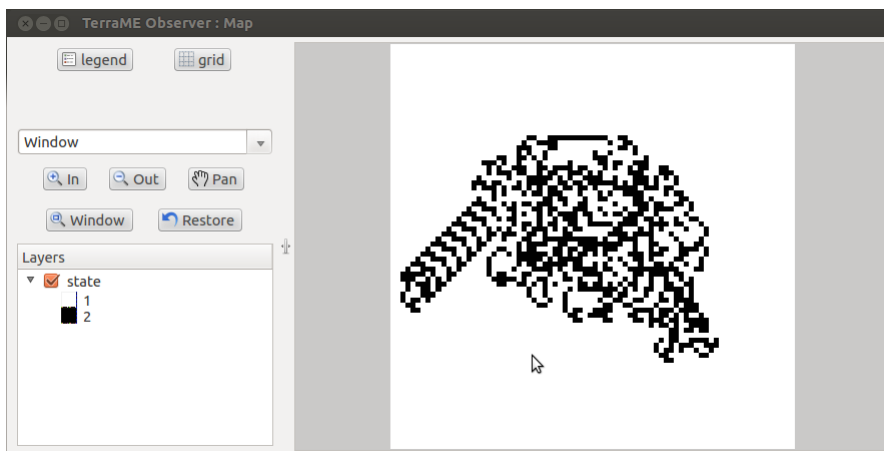 TerraME Observer : Map
legend grid
Window
In Out Pan
Window Restore
Layers
state
1
2